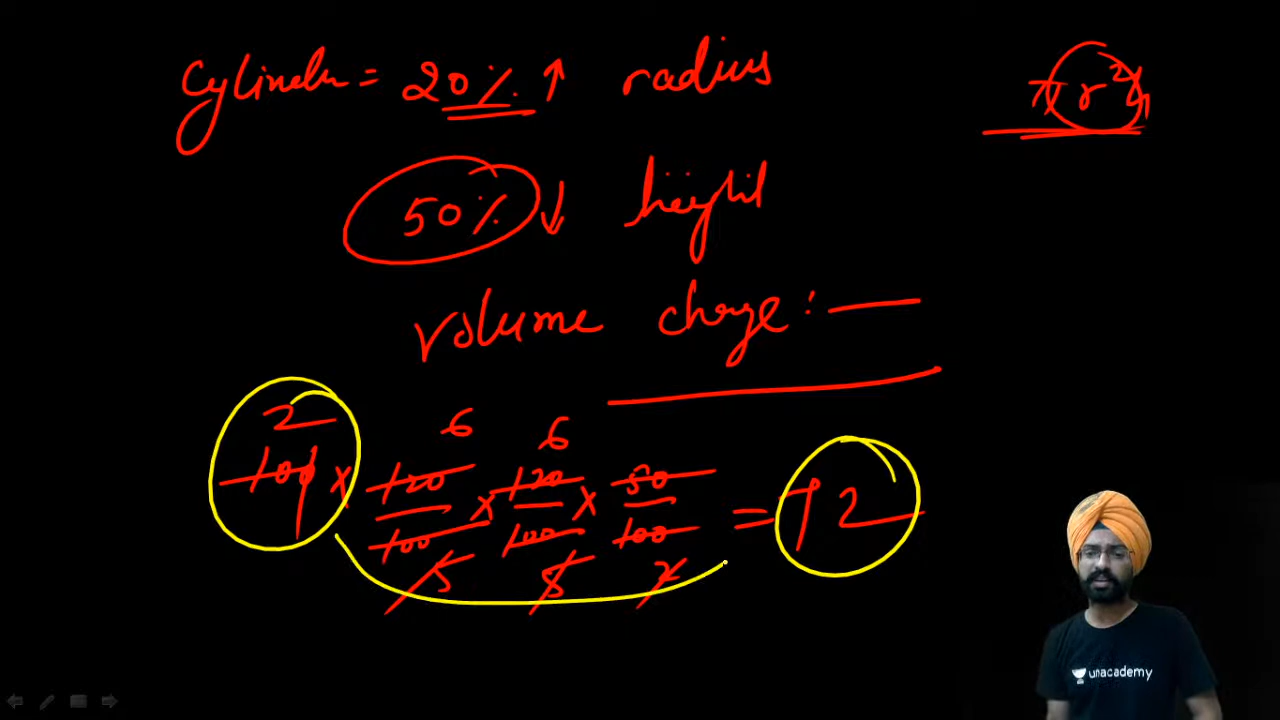 Cylinder = 20% ↑ radius
πr²h
50% ↓ height
volume change : —
2 6 6
100 × 120 × 120 × 50 = 72
100 100 100
5 5 2
unacademy